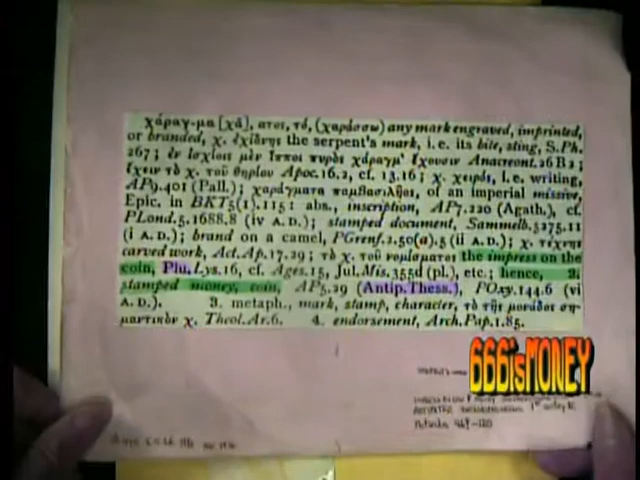 χάραγ-μα [χᾰ], ατος, τό, (χαράσσω) any mark engraved, imprinted,
or branded, χ. ἐχίδνης the serpent's mark, i.e. its bite, sting, S.Ph.
267; ἐν ἰσχίοις μὲν ἵπποι πυρὸς χάραγμ' ἔχουσιν Anacreont.26B1;
ἔχειν τὸ χ. τοῦ θηρίου Apoc.16.2, cf. 13.16; χ. χειρός, i.e. writing,
AP9.401 (Pall.); χαράγματα παμβασιλῆος, of an imperial missive,
Epic. in BKT5(1).115: abs., inscription, AP7.220 (Agath.), cf.
PLond.5.1688.8 (iv A.D.); stamped document, Sammelb.5275.11
(i A.D.); brand on a camel, PGrenf.2.50(a).5 (ii A.D.); χ. τέχνης
carved work, Act.Ap.17.29; τὸ χ. τοῦ νομίσματος the impress on the
coin, Plu.Lys.16, cf. Ages.15, Jul.Mis.355d (pl.), etc.; hence, 2.
stamped money, coin, AP5.29 (Antip.Thess.), POxy.144.6 (vi
A.D.). 3. metaph., mark, stamp, character, τὸ τῆς μονάδος ση-
μαντικὸν χ. Theol.Ar.6. 4. endorsement, Arch.Pap.1.85.
666isMONEY